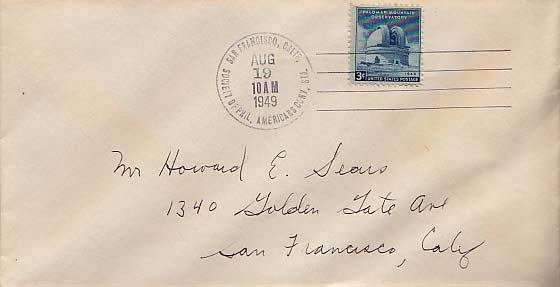 PALOMAR MOUNTAIN
OBSERVATORY
1948
3¢ UNITED STATES POSTAGE
SAN FRANCISCO, CALIF.
AUG
19
10 AM
1949
SOCIETY OF PHIL. AMERICANS CONV. STA.
Mr Howard E. Sears
1340 Golden Gate Ave
San Francisco, Calif